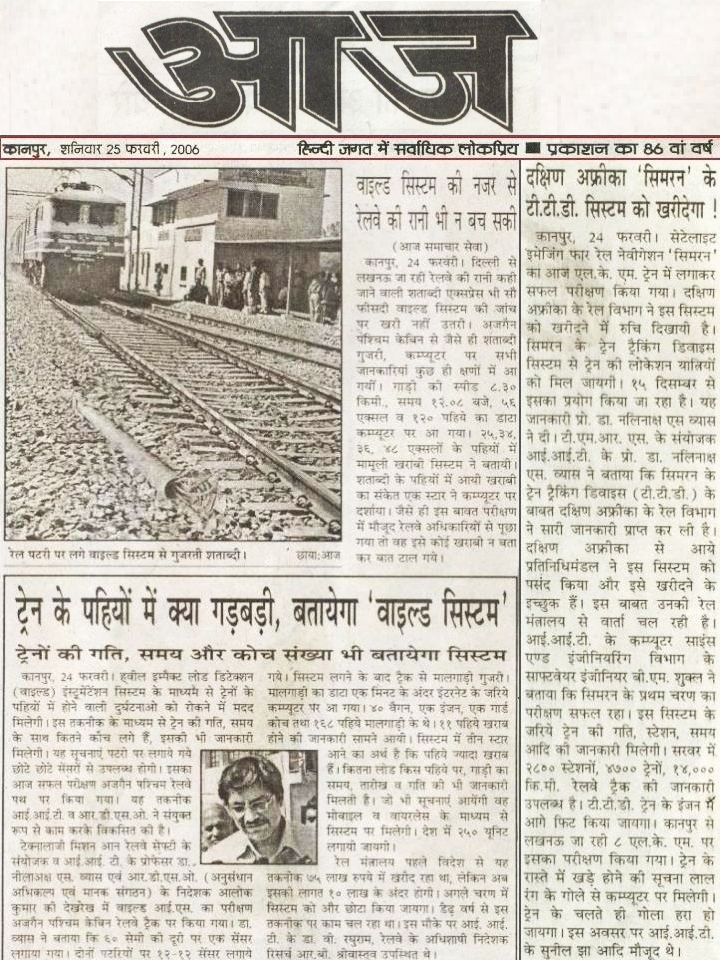 आज
कानपुर, शनिवार 25 फरवरी, 2006
हिन्दी जगत में सर्वाधिक लोकप्रिय ■ प्रकाशन का 86 वां वर्ष
वाइल्ड सिस्टम की नजर से
रेलवे की रानी भी न बच सकी
(आज समाचार सेवा)
कानपुर, 24 फरवरी। दिल्ली से
लखनऊ जा रही रेलवे की रानी कही
जाने वाली शताब्दी एक्सप्रेस भी सौ
फीसदी वाइल्ड सिस्टम की जांच
पर खरी नहीं उतरी। अजगैन
पश्चिम केबिन से जैसे ही शताब्दी
गुजरी, कम्प्यूटर पर सभी
जानकारियां कुछ ही क्षणों में आ
गयीं। गाड़ी की स्पीड ८.३०
किमी., समय १२.०८ बजे, ५६
एक्सल व १२० पहिये का डाटा
कम्प्यूटर पर आ गया। २५,३४,
३६, ४८ एक्सलों के पहियों में
मामूली खराबी सिस्टम ने बतायी।
शताब्दी के पहियों में आयी खराबी
का संकेत एक स्टार ने कम्प्यूटर पर
दर्शाया। जैसे ही इस बावत परीक्षण
में मौजूद रेलवे अधिकारियों से पूछा
गया तो वह इसे कोई खराबी न बता
कर बात टाल गये।
रेल पटरी पर लगे वाइल्ड सिस्टम से गुजरती शताब्दी। छाया:आज
ट्रेन के पहियों में क्या गड़बड़ी, बतायेगा 'वाइल्ड सिस्टम'
ट्रेनों की गति, समय और कोच संख्या भी बतायेगा सिस्टम
कानपुर, 24 फरवरी। ह्वील इम्पैक्ट लोड डिटेक्शन
(वाइल्ड) इंस्ट्रूमेंटेशन सिस्टम के माध्यम से ट्रेनों के
पहियों में होने वाली दुर्घटनाओं को रोकने में मदद
मिलेगी। इस तकनीक के माध्यम से ट्रेन की गति, समय
के साथ कितने कोच लगे हैं, इसकी भी जानकारी
मिलेगी। यह सूचनाएं पटरी पर लगाये गये
छोटे छोटे सेंसरों से उपलब्ध होगी। इसका
आज सफल परीक्षण अजगैन पश्चिम रेलवे
पथ पर किया गया। यह तकनीक
आई.आई.टी. व आर.डी.एस.ओ. ने संयुक्त
रूप से काम करके विकसित की है।
टेक्नालाजी मिशन आन रेलवे सेफ्टी के
संयोजक व आई.आई. टी. के प्रोफेसर डा.
नीलाक्ष एस. व्यास एवं आर.डी.एस.ओ. (अनुसंधान
अभिकल्प एवं मानक संगठन) के निदेशक आलोक
कुमार की देखरेख में वाइल्ड आई.एस. का परीक्षण
अजगैन पश्चिम केबिन रेलवे ट्रैक पर किया गया। डा.
व्यास ने बताया कि ६० सेमी की दूरी पर एक सेंसर
लगाया गया। दोनों पटरियों पर १२-१२ सेंसर लगाये
गये। सिस्टम लगने के बाद ट्रैक से मालगाड़ी गुजरी।
मालगाड़ी का डाटा एक मिनट के अंदर इंटरनेट के जरिये
कम्प्यूटर पर आ गया। ४० वैगन, एक इंजन, एक गार्ड
कोच तथा १६८ पहिये मालगाड़ी के थे। ११ पहिये खराब
होने की जानकारी सामने आयी। सिस्टम में तीन स्टार
आने का अर्थ है कि पहिये ज्यादा खराब
हैं। कितना लोड किस पहिये पर, गाड़ी का
समय, तारीख व गति की भी जानकारी
मिलती है। जो भी सूचनाएं आयेंगी वह
मोबाइल व वायरलेस के माध्यम से
सिस्टम पर मिलेगी। देश में २५० यूनिट
लगायी जायेगी।
रेल मंत्रालय पहले विदेश से यह
तकनीक ७५ लाख रुपये में खरीद रहा था, लेकिन अब
इसकी लागत १० लाख के अंदर होगी। अगले चरण में
सिस्टम को और छोटा किया जायगा। डेढ़ वर्ष से इस
तकनीक पर काम चल रहा था। इस मौके पर आई. आई.
टी. के डा. वी. रघुराम, रेलवे के अधिशाषी निदेशक
रिसर्च आर.बी. श्रीवास्तव उपस्थित थे।
दक्षिण अफ्रीका 'सिमरन' के
टी.टी.डी. सिस्टम को खरीदेगा !
कानपुर, 24 फरवरी। सेटेलाइट
इमेजिंग फार रेल नेवीगेशन 'सिमरन'
का आज एल.के. एम. ट्रेन में लगाकर
सफल परीक्षण किया गया। दक्षिण
अफ्रीका के रेल विभाग ने इस सिस्टम
को खरीदने में रुचि दिखायी है।
सिमरन के ट्रेन ट्रैकिंग डिवाइस
सिस्टम से ट्रेन की लोकेशन यात्रियों
को मिल जायगी। १५ दिसम्बर से
इसका प्रयोग किया जा रहा है। यह
जानकारी प्रो. डा. नलिनाक्ष एस व्यास
ने दी। टी.एम.आर. एस. के संयोजक
आई.आई.टी. के प्रो. डा. नलिनाक्ष
एस. व्यास ने बताया कि सिमरन के
ट्रेन ट्रैकिंग डिवाइस (टी.टी.डी.) के
बाबत दक्षिण अफ्रीका के रेल विभाग
ने सारी जानकारी प्राप्त कर ली है।
दक्षिण अफ्रीका से आये
प्रतिनिधिमंडल ने इस सिस्टम को
पसंद किया और इसे खरीदने के
इच्छुक हैं। इस बाबत उनकी रेल
मंत्रालय से वार्ता चल रही है।
आई.आई.टी. के कम्प्यूटर साइंस
एण्ड इंजीनियरिंग विभाग के
साफ्टवेयर इंजीनियर बी.एम. शुक्ल ने
बताया कि सिमरन के प्रथम चरण का
परीक्षण सफल रहा। इस सिस्टम के
जरिये ट्रेन की गति, स्टेशन, समय
आदि की जानकारी मिलेगी। सरवर में
२८०० स्टेशनों, ४७०० ट्रेनों, १४,०००
कि.मी. रेलवे ट्रैक की जानकारी
उपलब्ध है। टी.टी.डी. ट्रेन के इंजन में
आगे फिट किया जायगा। कानपुर से
लखनऊ जा रही ८ एल.के. एम. पर
इसका परीक्षण किया गया। ट्रेन के
रास्ते में खड़े होने की सूचना लाल
रंग के गोले से कम्प्यूटर पर मिलेगी।
ट्रेन के चलते ही गोला हरा हो
जायगा। इस अवसर पर आई.आई.टी.
के सुनील झा आदि मौजूद थे।